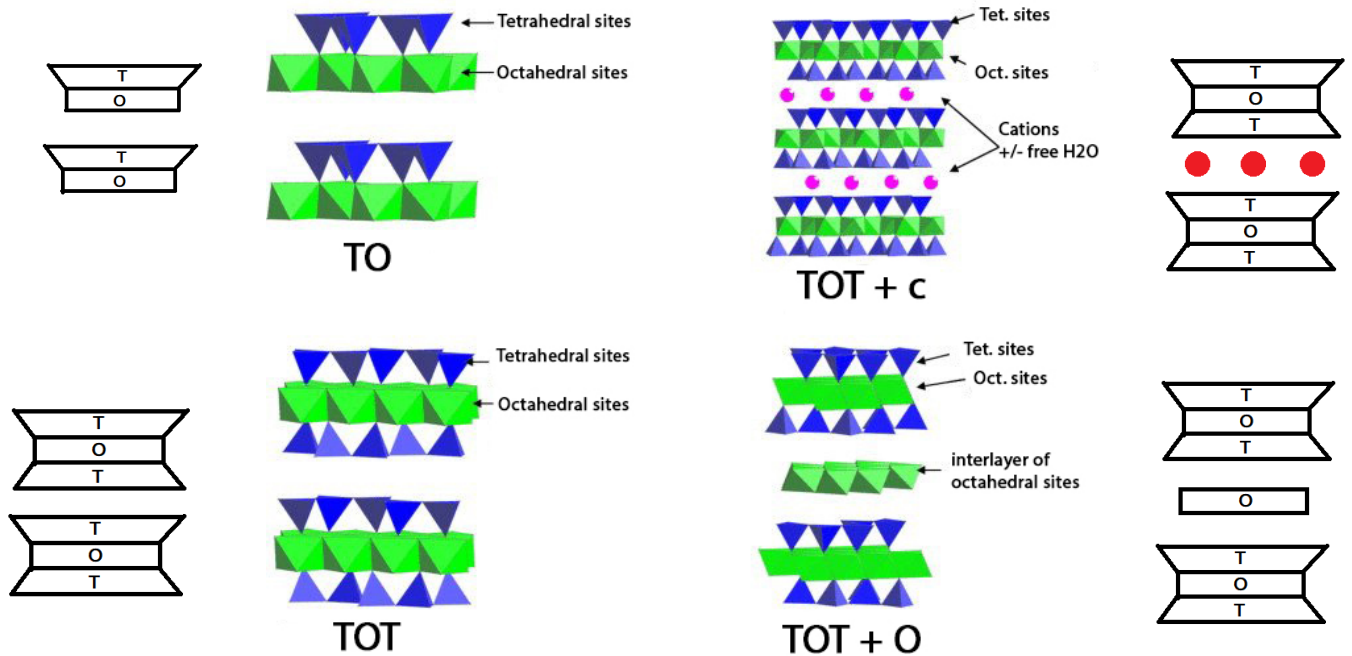 Tetrahedral sites
Octahedral sites
T
O
T
O
TO
Tet. sites
Oct. sites
Cations
+/- free H2O
T
O
T
T
O
T
TOT + c
Tetrahedral sites
Octahedral sites
T
O
T
T
O
T
TOT
Tet. sites
Oct. sites
interlayer of
octahedral sites
T
O
T
O
T
O
T
TOT + O